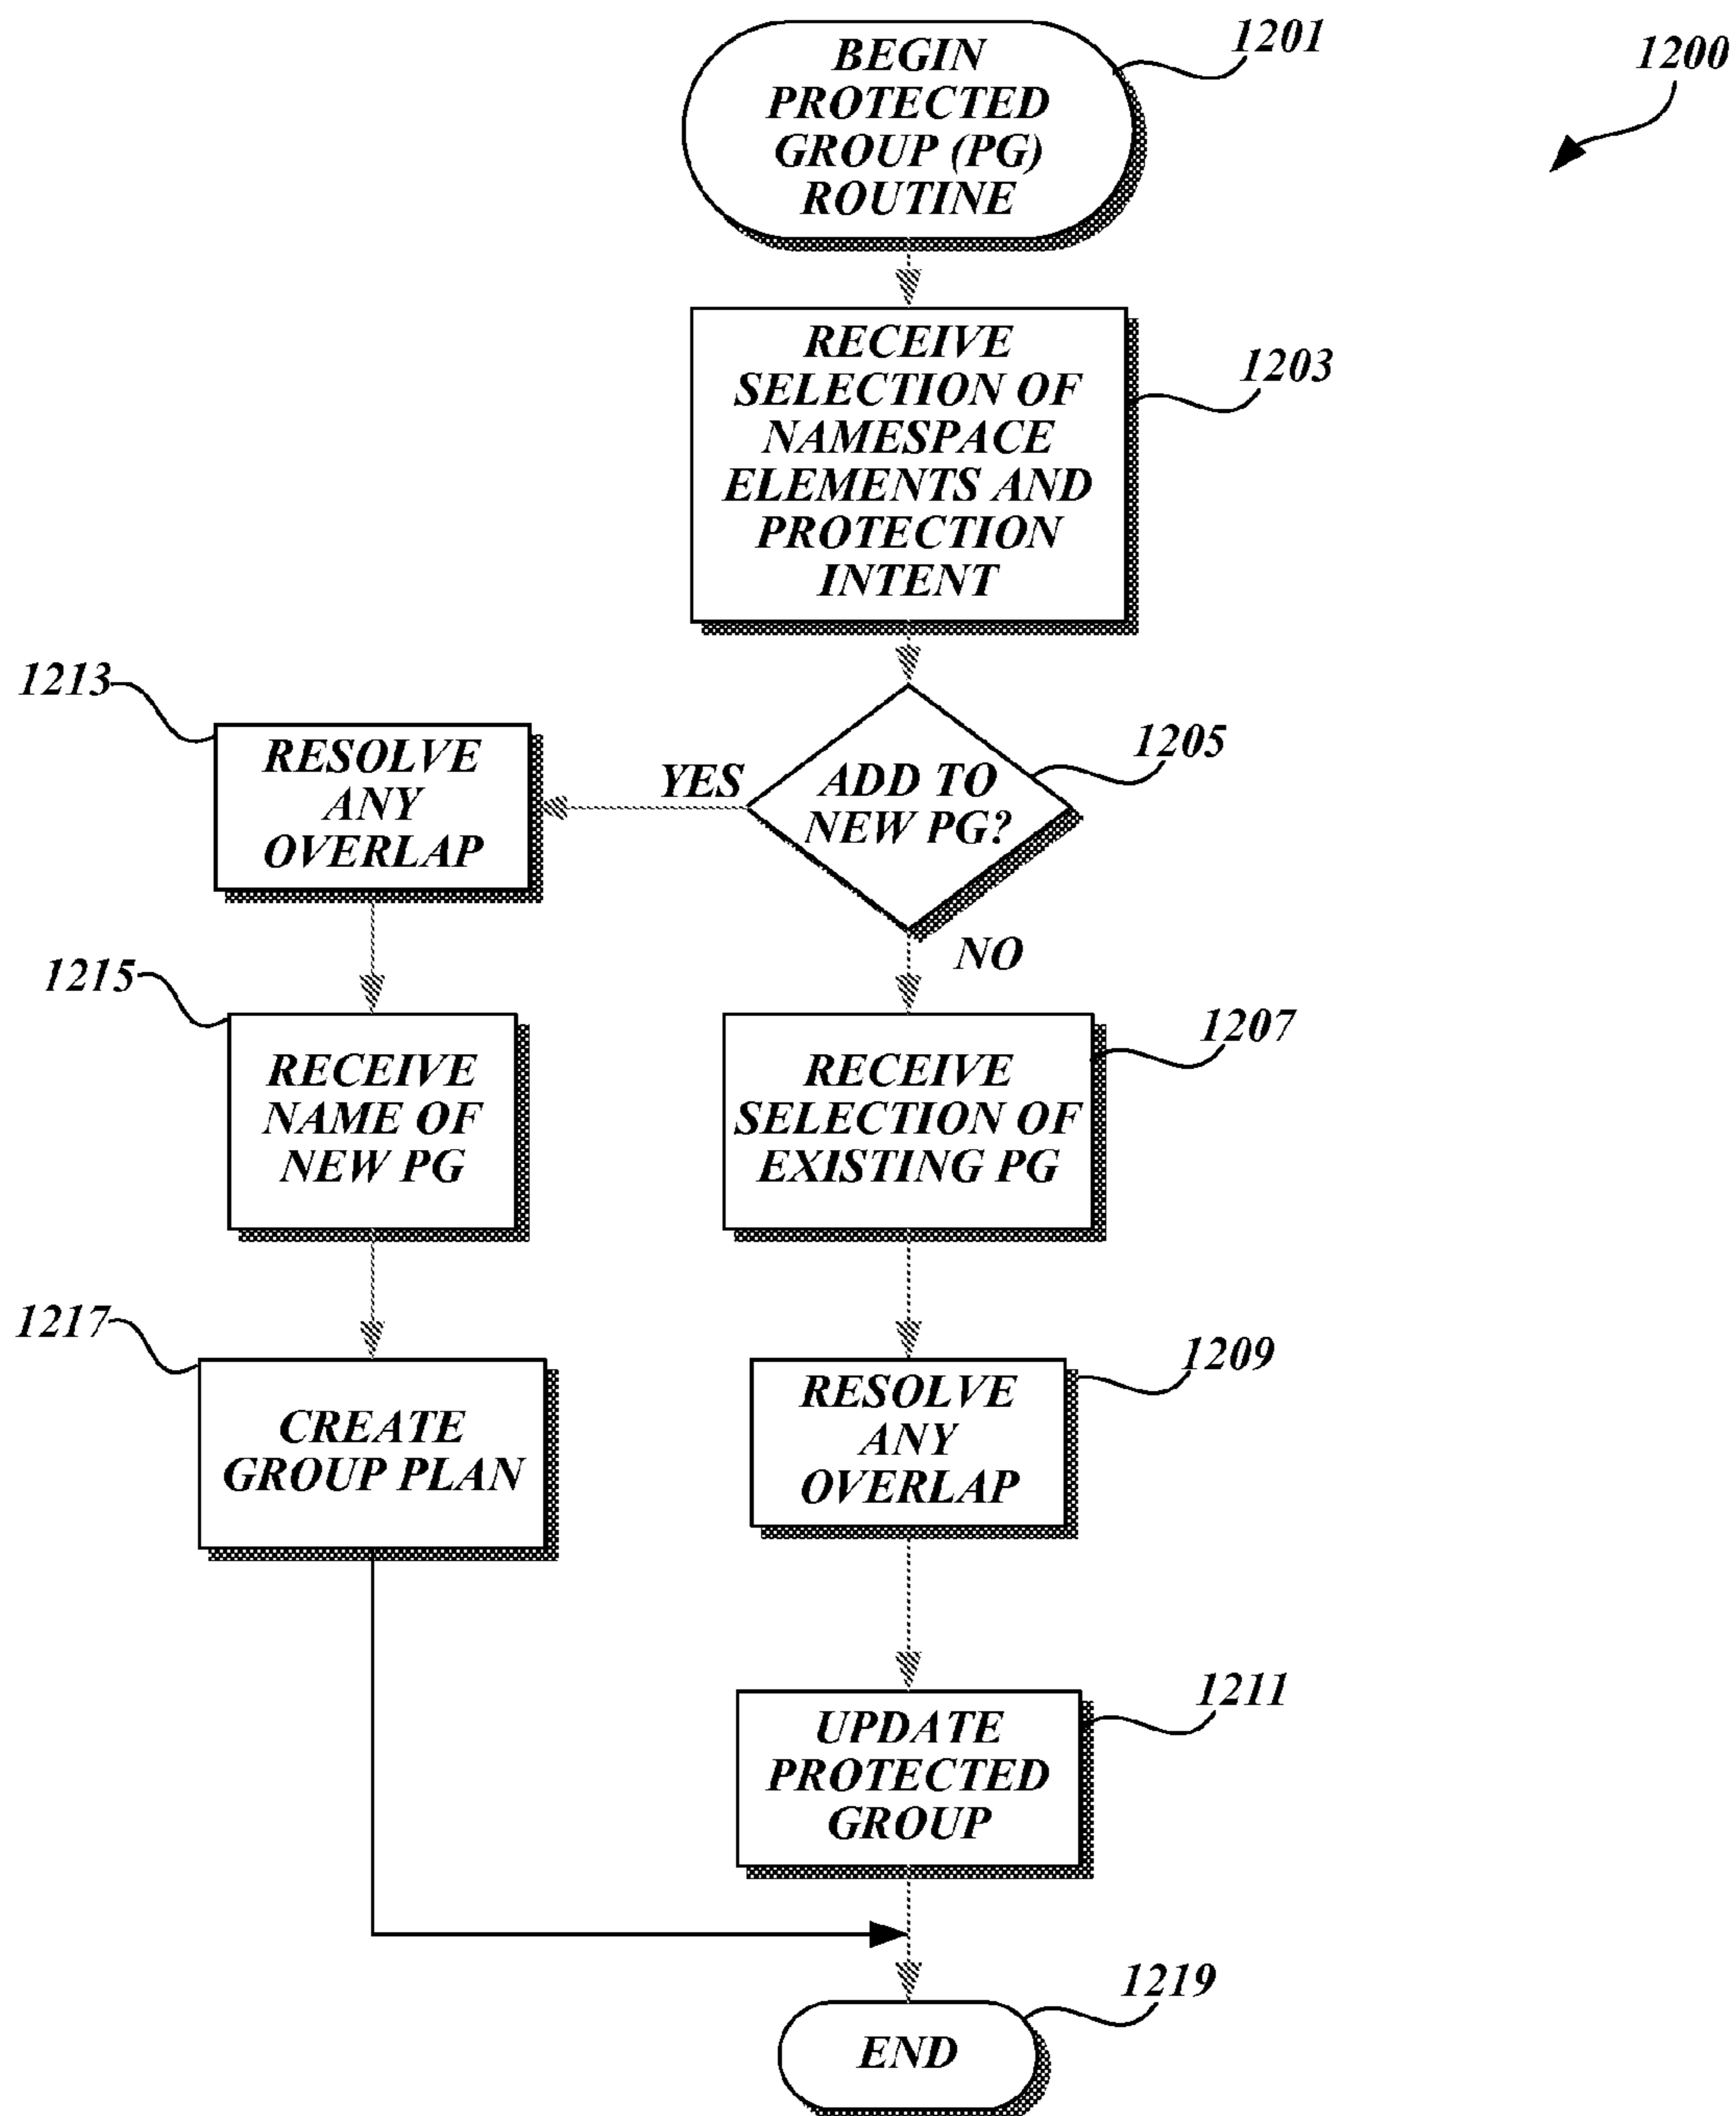 BEGIN
PROTECTED
GROUP (PG)
ROUTINE
1201
1200
RECEIVE
SELECTION OF
NAMESPACE
ELEMENTS AND
PROTECTION
INTENT
1203
ADD TO
NEW PG?
1205
YES
NO
1213
RESOLVE
ANY
OVERLAP
1215
RECEIVE
NAME OF
NEW PG
1217
CREATE
GROUP PLAN
1207
RECEIVE
SELECTION OF
EXISTING PG
1209
RESOLVE
ANY
OVERLAP
1211
UPDATE
PROTECTED
GROUP
1219
END